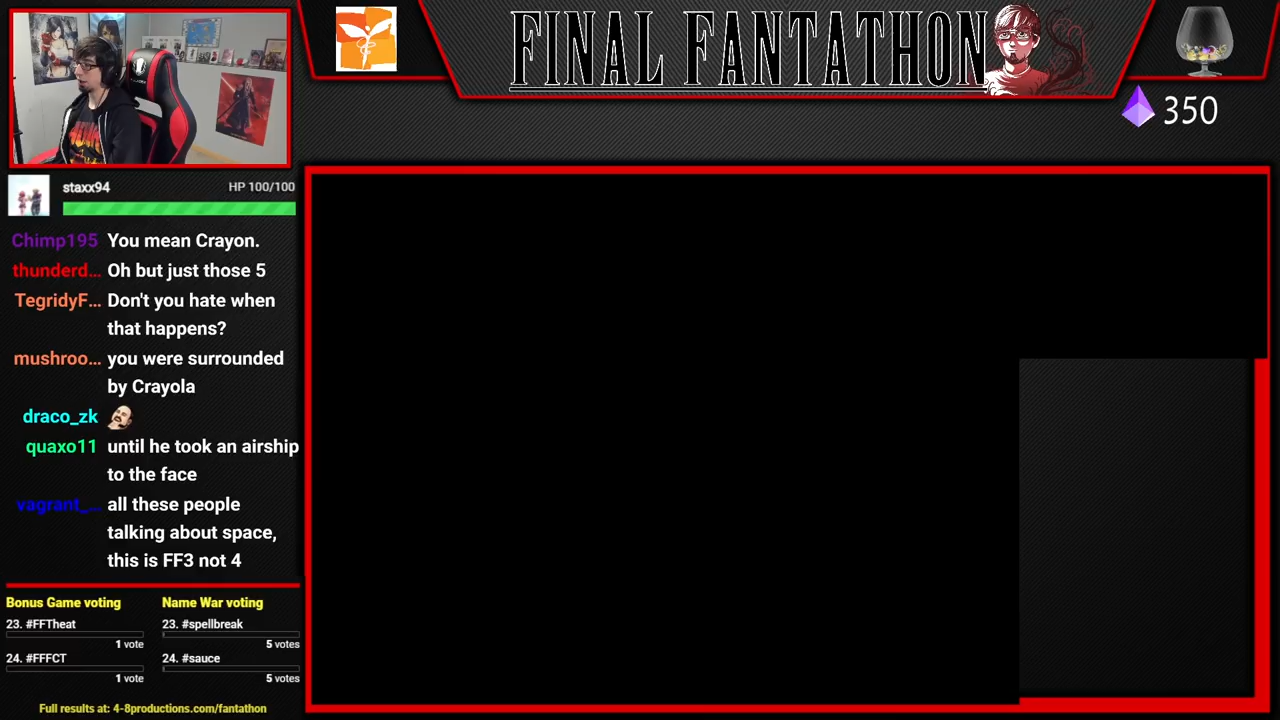 FINAL FANTATHON
350
staxx94 HP 100/100
Chimp195 You mean Crayon.
thunderd... Oh but just those 5
TegridyF... Don't you hate when
that happens?
mushroo... you were surrounded
by Crayola
draco_zk
quaxo11 until he took an airship
to the face
vagrant_... all these people
talking about space,
this is FF3 not 4
Bonus Game voting
23. #FFTheat
1 vote
24. #FFFCT
1 vote
Name War voting
23. #spellbreak
5 votes
24. #sauce
5 votes
Full results at: 4-8productions.com/fantathon